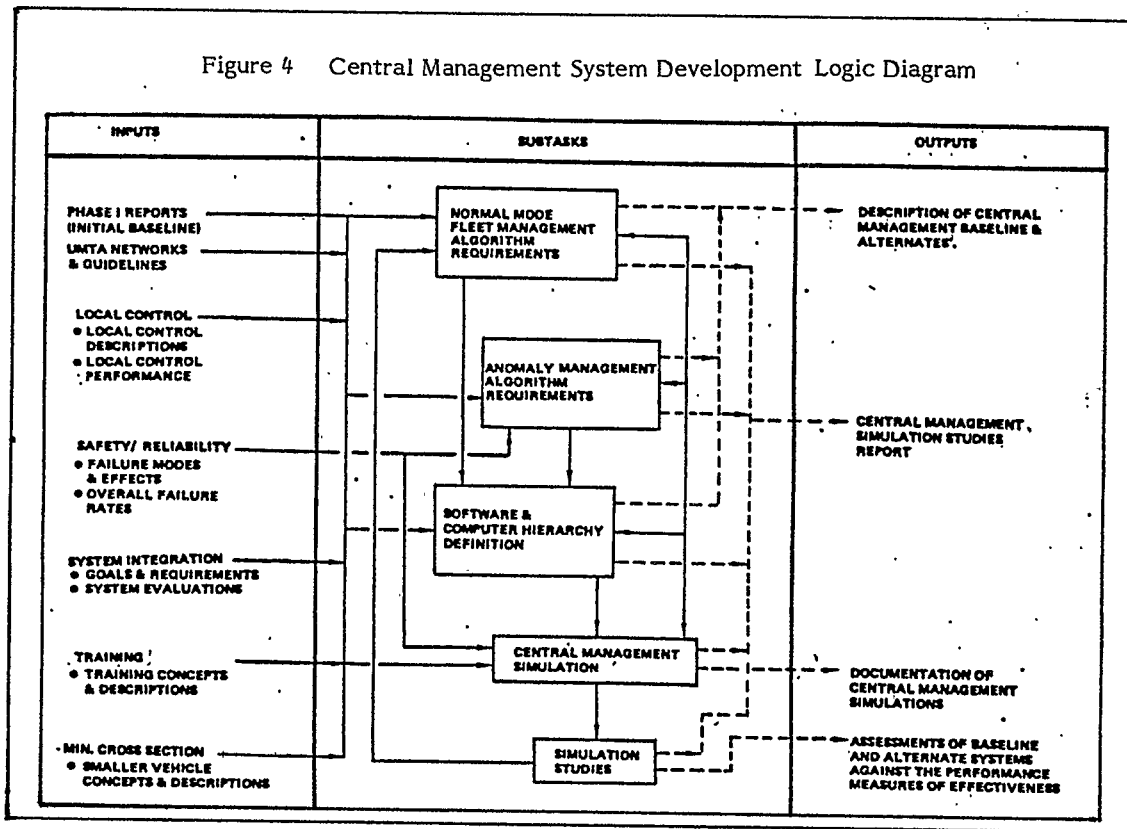 Figure 4 Central Management System Development Logic Diagram
INPUTS
SUBTASKS
OUTPUTS
PHASE I REPORTS
(INITIAL BASELINE)
UMTA NETWORKS
& GUIDELINES
LOCAL CONTROL
● LOCAL CONTROL
DESCRIPTIONS
● LOCAL CONTROL
PERFORMANCE
SAFETY/ RELIABILITY
● FAILURE MODES
& EFFECTS
● OVERALL FAILURE
RATES
SYSTEM INTEGRATION
● GOALS & REQUIREMENTS
● SYSTEM EVALUATIONS
TRAINING
● TRAINING CONCEPTS
& DESCRIPTIONS
MIN. CROSS SECTION
● SMALLER VEHICLE
CONCEPTS & DESCRIPTIONS
NORMAL MODE
FLEET MANAGEMENT
ALGORITHM
REQUIREMENTS
ANOMALY MANAGEMENT
ALGORITHM
REQUIREMENTS
SOFTWARE &
COMPUTER HIERARCHY
DEFINITION
CENTRAL MANAGEMENT
SIMULATION
SIMULATION
STUDIES
DESCRIPTION OF CENTRAL
MANAGEMENT BASELINE &
ALTERNATES
CENTRAL MANAGEMENT
SIMULATION STUDIES
REPORT
DOCUMENTATION OF
CENTRAL MANAGEMENT
SIMULATIONS
ASSESSMENTS OF BASELINE
AND ALTERNATE SYSTEMS
AGAINST THE PERFORMANCE
MEASURES OF EFFECTIVENESS